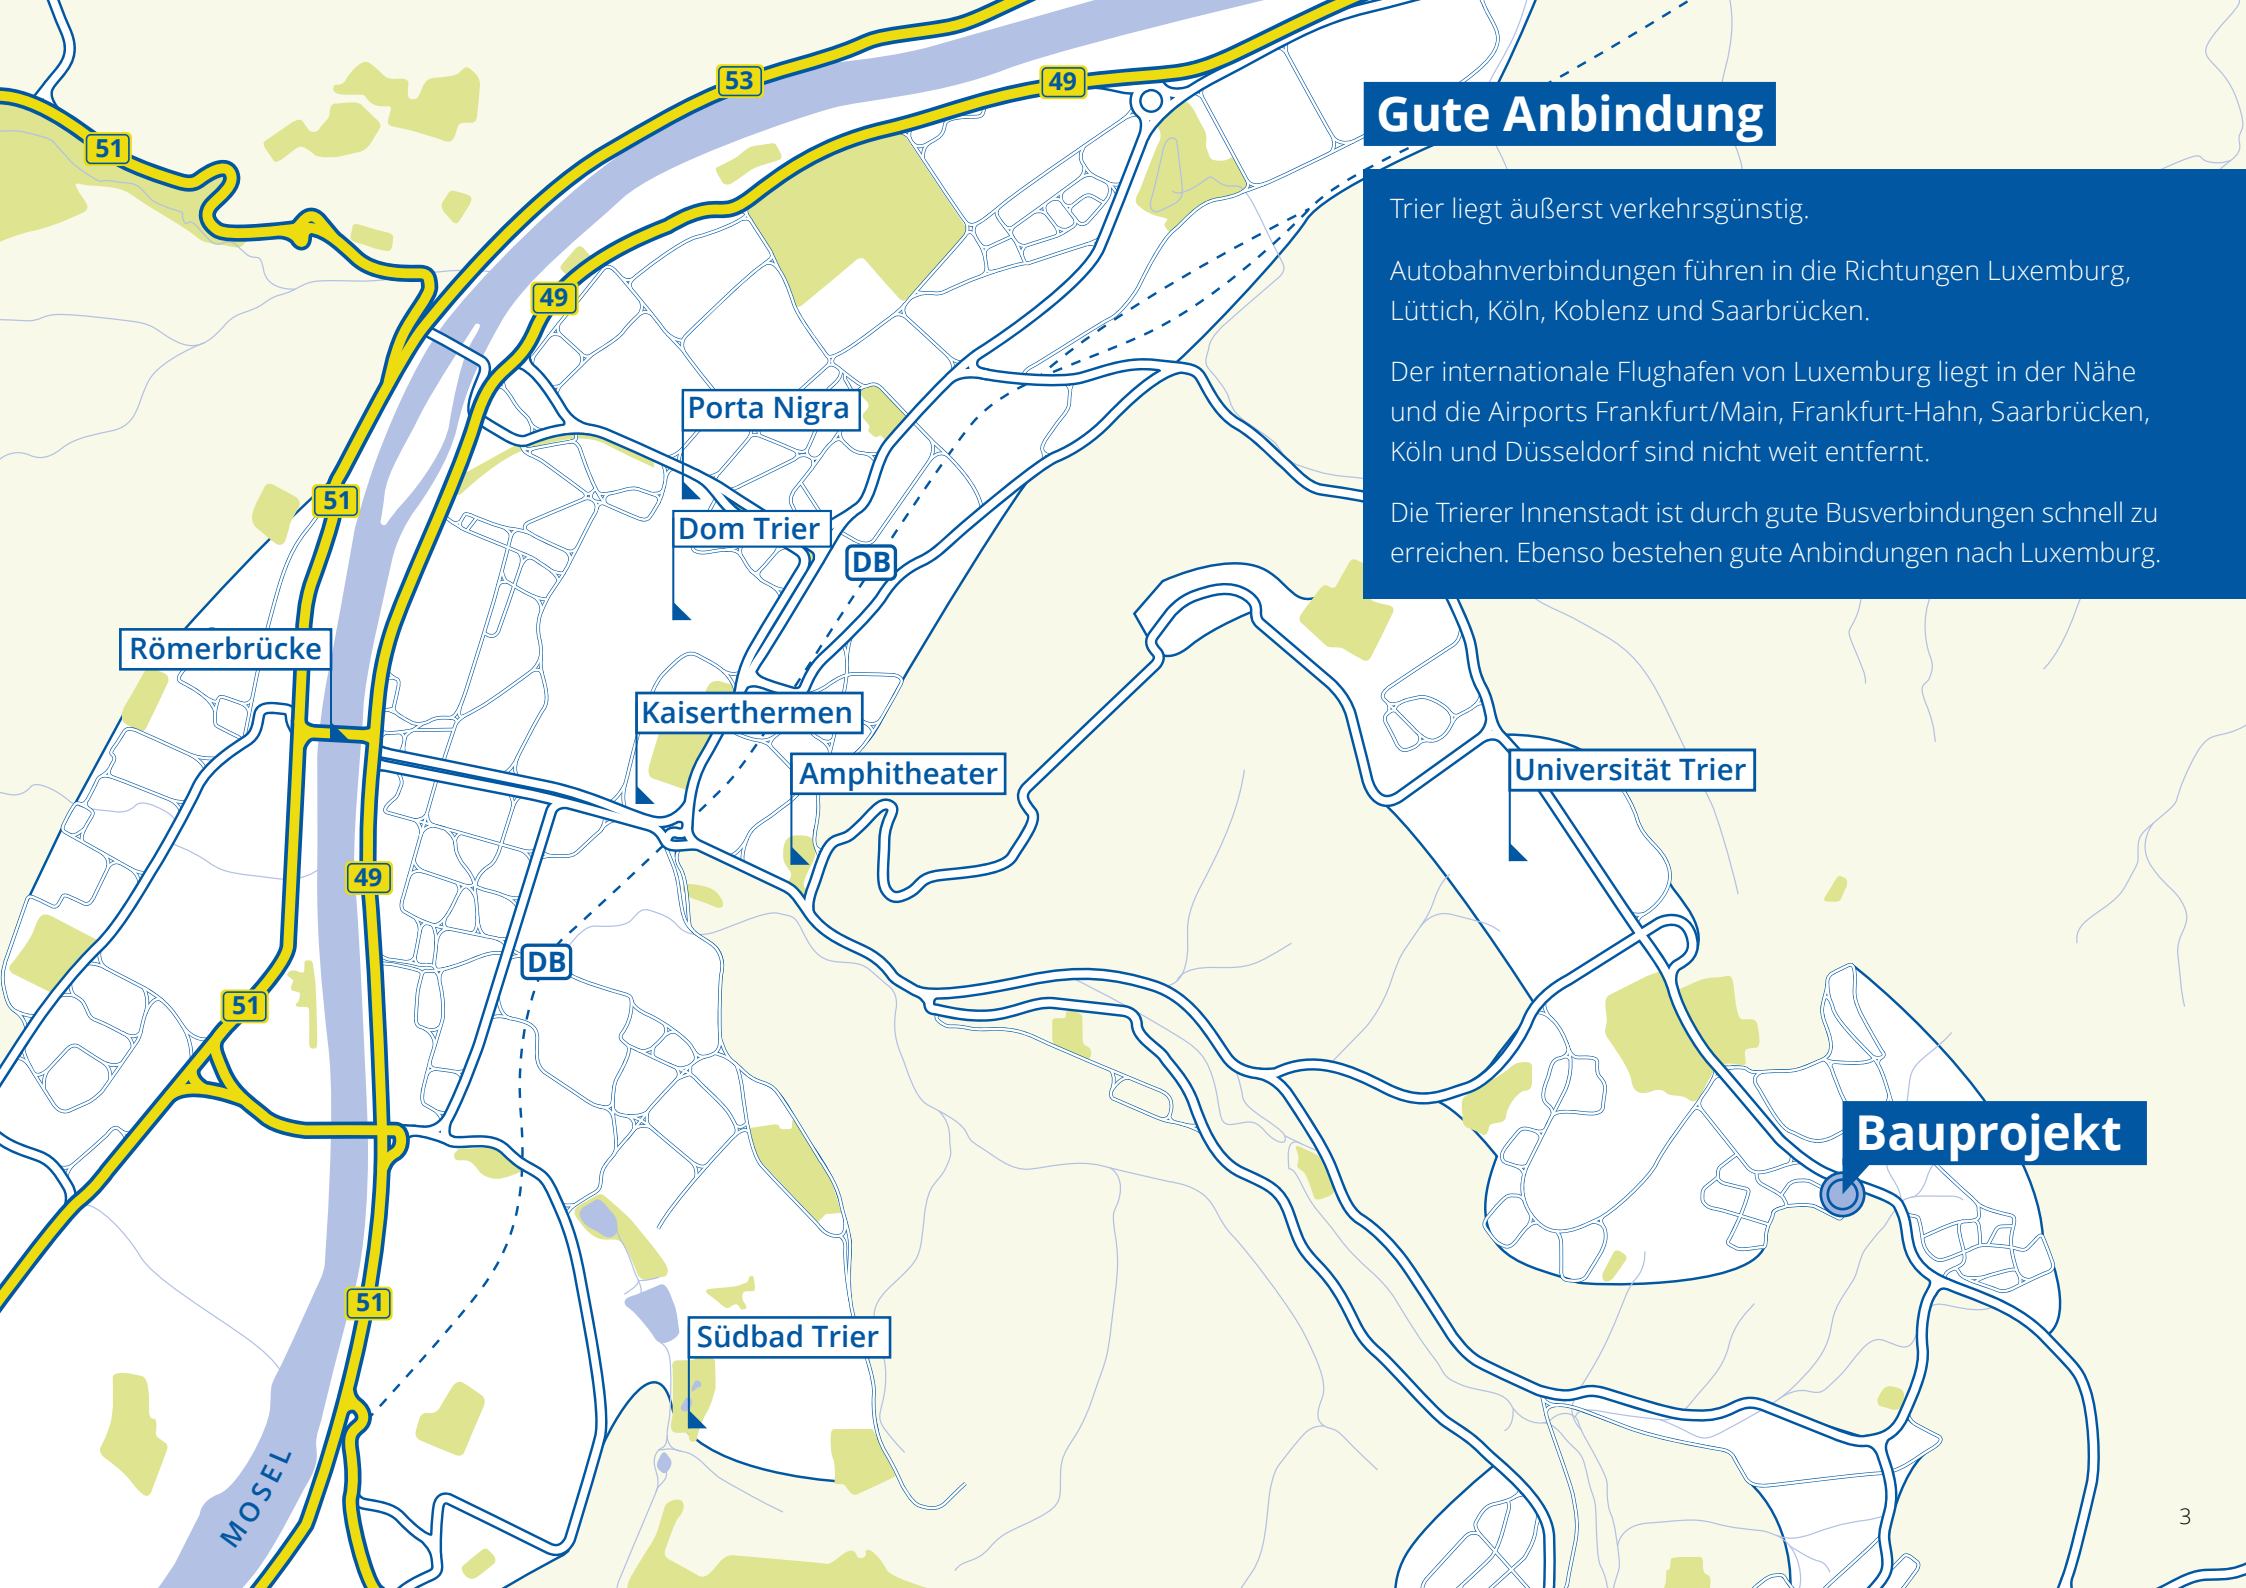 53
49
Gute Anbindung
51
Trier liegt äußerst verkehrsgünstig.
Autobahnverbindungen führen in die Richtungen Luxemburg,
Lüttich, Köln, Koblenz und Saarbrücken.
Der internationale Flughafen von Luxemburg liegt in der Nähe
und die Airports Frankfurt/Main, Frankfurt-Hahn, Saarbrücken,
Köln und Düsseldorf sind nicht weit entfernt.
Die Trierer Innenstadt ist durch gute Busverbindungen schnell zu
erreichen. Ebenso bestehen gute Anbindungen nach Luxemburg.
49
Porta Nigra
51
Dom Trier
DB
Römerbrücke
Kaiserthermen
Amphitheater
Universität Trier
49
DB
51
Bauprojekt
51
Südbad Trier
MOSEL
3